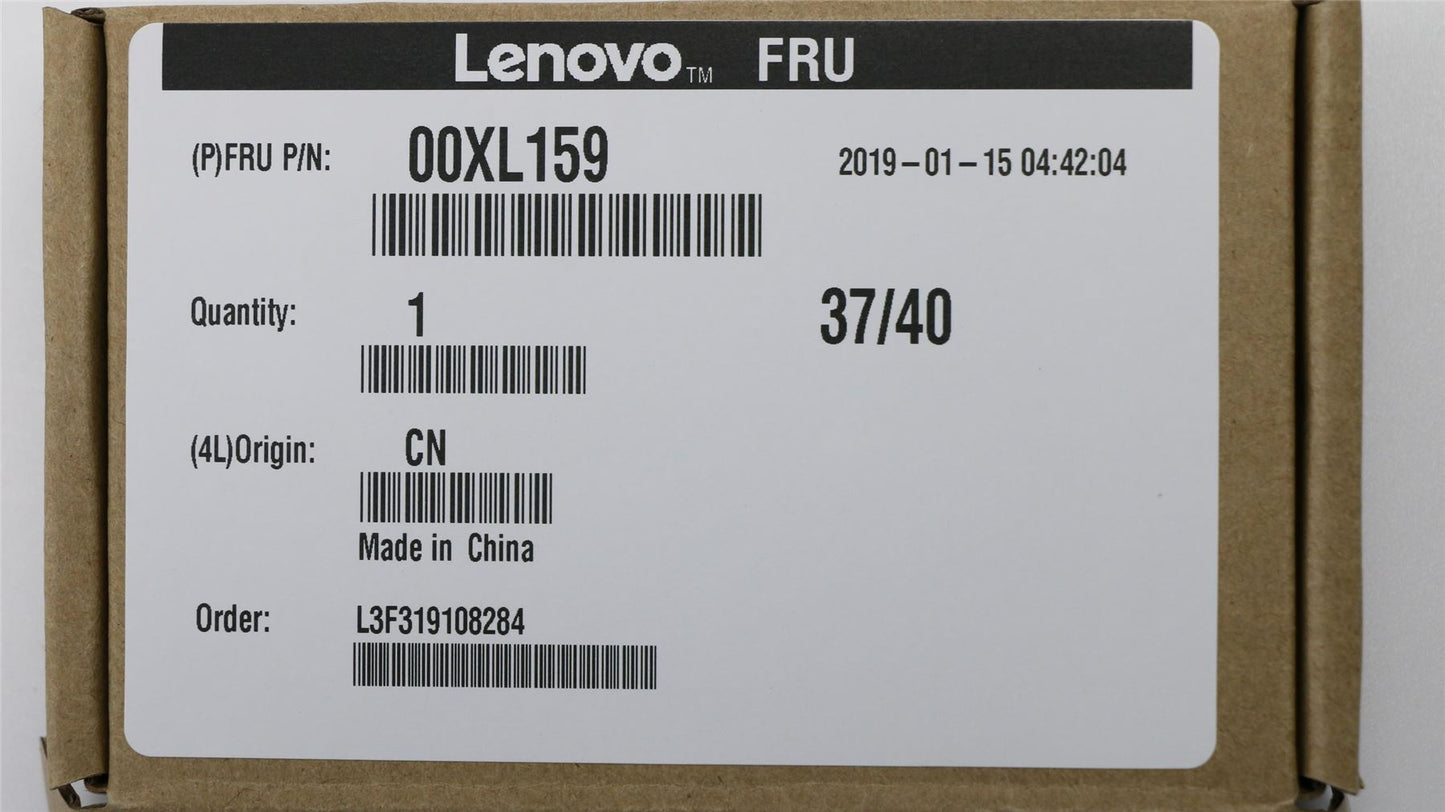 Lenovo™ FRU
(P)FRU P/N: 00XL159 2019-01-15 04:42:04
Quantity: 1 37/40
(4L)Origin: CN
Made in China
Order: L3F319108284